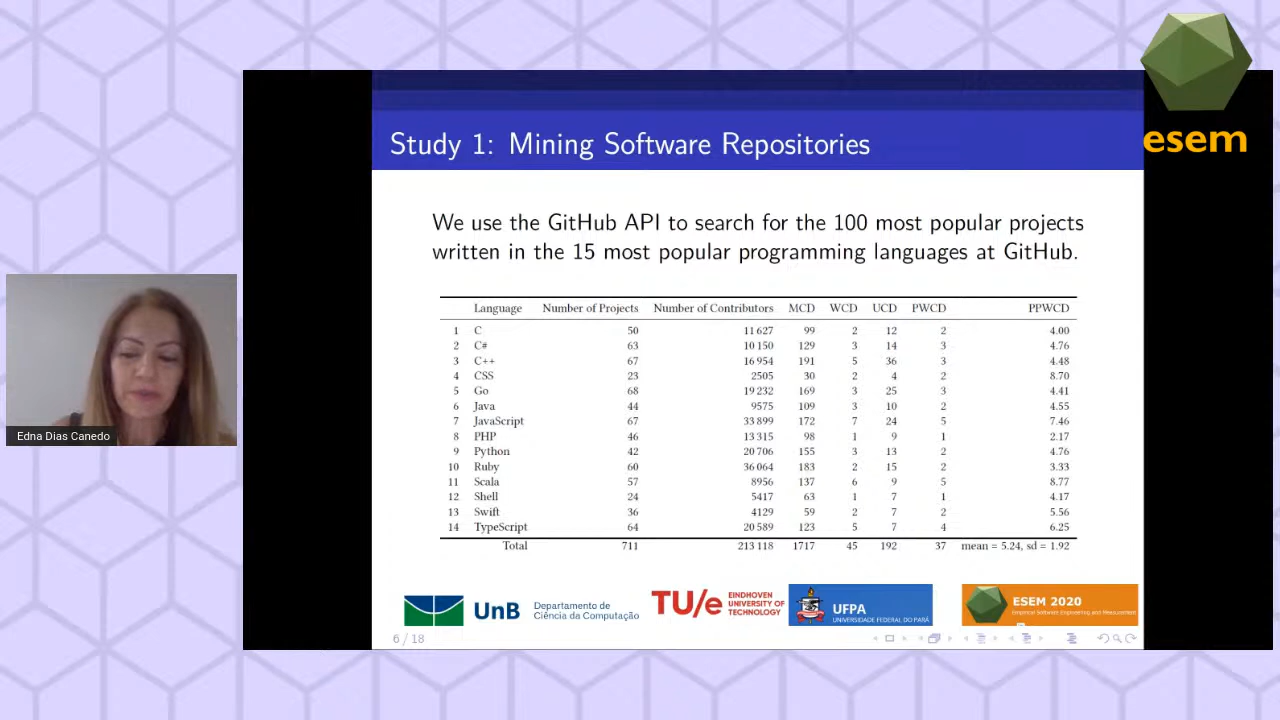 esem
Study 1: Mining Software Repositories
We use the GitHub API to search for the 100 most popular projects
written in the 15 most popular programming languages at GitHub.
Language Number of Projects Number of Contributors MCD WCD UCD PWCD PPWCD
1 C 50 11 627 99 2 12 2 4.00
2 C# 63 10 150 129 3 14 3 4.76
3 C++ 67 16 954 191 5 36 3 4.48
4 CSS 23 2505 30 2 4 2 8.70
5 Go 68 19 232 169 3 25 3 4.41
6 Java 44 9575 109 3 10 2 4.55
7 JavaScript 67 33 899 172 7 24 5 7.46
8 PHP 46 13 315 98 1 9 1 2.17
9 Python 42 20 706 155 3 13 2 4.76
10 Ruby 60 36 064 183 2 15 2 3.33
11 Scala 57 8956 137 6 9 5 8.77
12 Shell 24 5417 63 1 7 1 4.17
13 Swift 36 4129 59 2 7 2 5.56
14 TypeScript 64 20 589 123 5 7 4 6.25
Total 711 213 118 1717 45 192 37 mean = 5.24, sd = 1.92
Edna Dias Canedo
UnB
Departamento de
Ciência da Computação
TU/e
EINDHOVEN
UNIVERSITY OF
TECHNOLOGY
UFPA
UNIVERSIDADE FEDERAL DO PARÁ
ESEM 2020
Empirical Software Engineering and Measurement
6 / 18